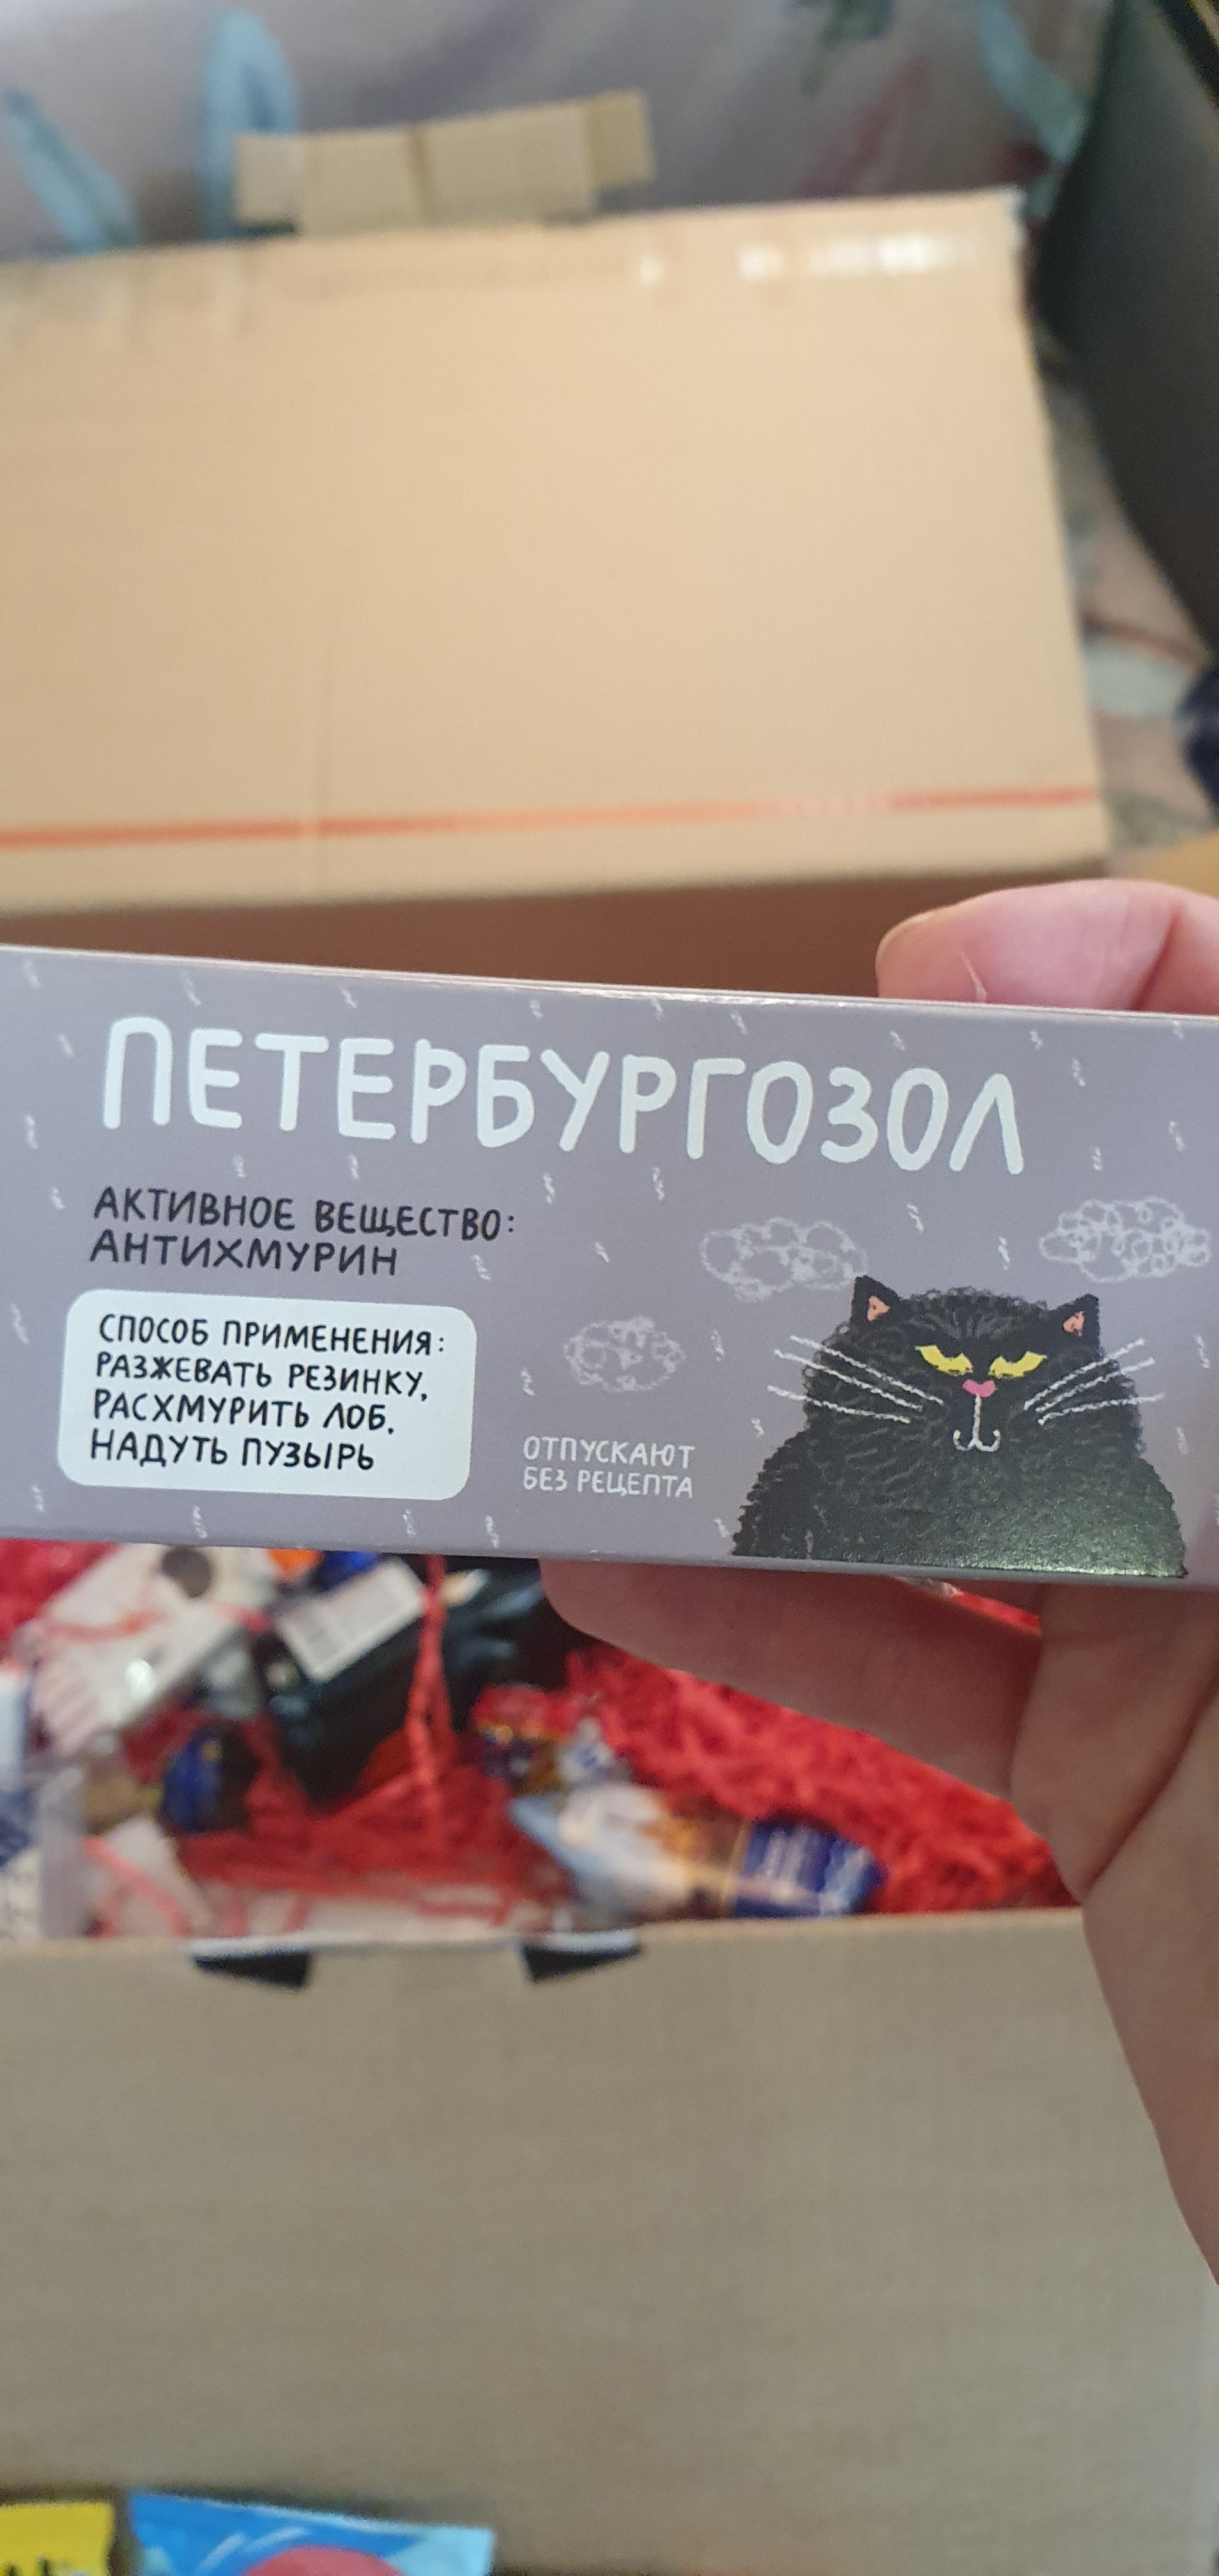 ПЕТЕРБУРГОЗОЛ
АКТИВНОЕ ВЕЩЕСТВО:
АНТИХМУРИН
СПОСОБ ПРИМЕНЕНИЯ:
РАЗЖЕВАТЬ РЕЗИНКУ,
РАСХМУРИТЬ ЛОБ,
НАДУТЬ ПУЗЫРЬ
ОТПУСКАЮТ
БЕЗ РЕЦЕПТА